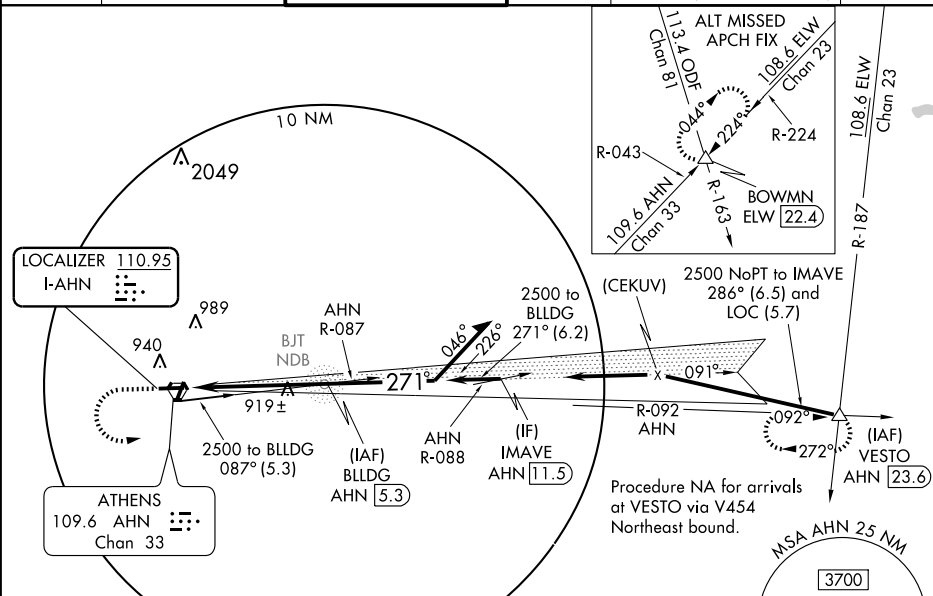 ALT MISSED
APCH FIX
113.4 ODF
Chan 81
108.6 ELW
Chan 23
044°
224°
R-224
R-043
109.6 AHN
Chan 33
R-163
BOWMN
ELW 22.4
108.6 ELW
Chan 23
R-187
10 NM
2049
LOCALIZER 110.95
I-AHN
989
940
BJT
NDB
AHN
R-087
046°
226°
2500 to
BLLDG
271° (6.2)
(CEKUV)
2500 NoPT to IMAVE
286° (6.5) and
LOC (5.7)
271°
X
091°
919±
R-092
AHN
092°
272°
2500 to BLLDG
087° (5.3)
(IAF)
BLLDG
AHN 5.3
AHN
R-088
(IF)
IMAVE
AHN 11.5
(IAF)
VESTO
AHN 23.6
ATHENS
109.6 AHN
Chan 33
Procedure NA for arrivals
at VESTO via V454
Northeast bound.
MSA AHN 25 NM
3700